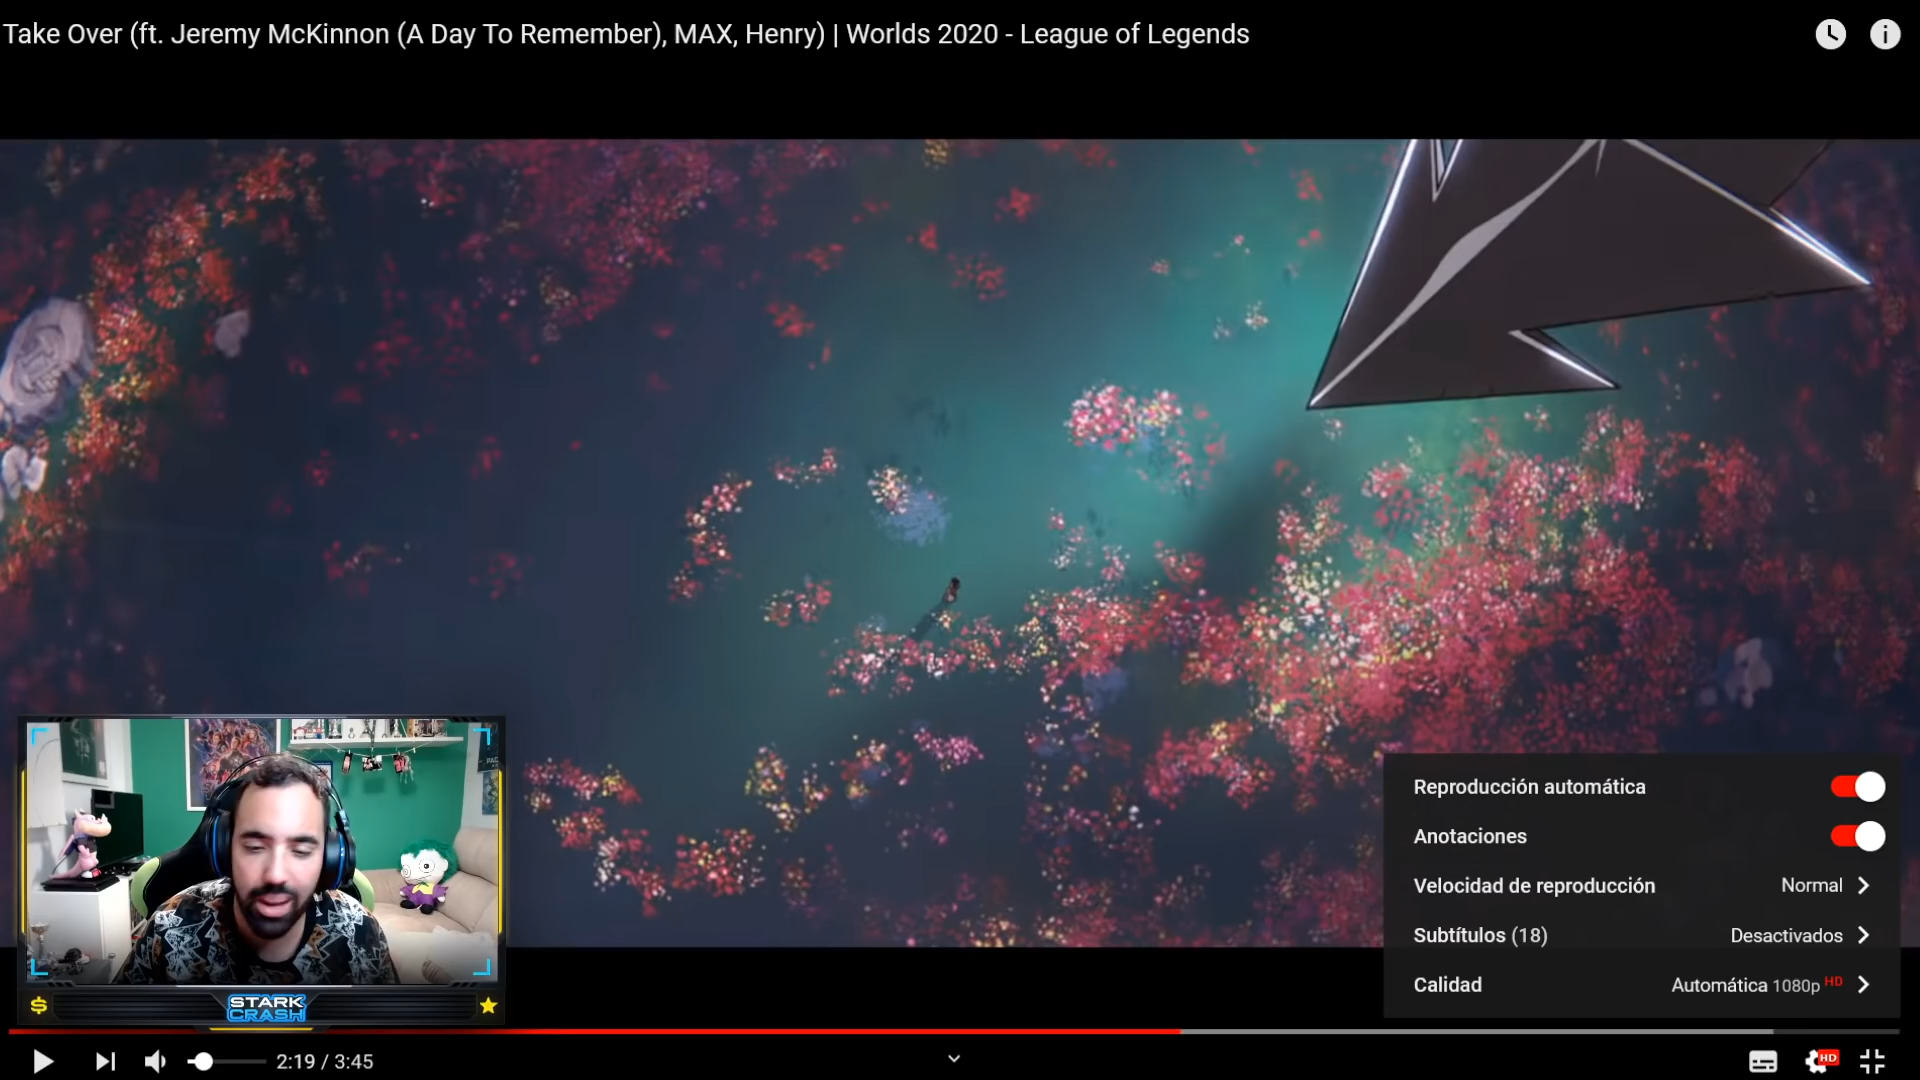 Take Over (ft. Jeremy McKinnon (A Day To Remember), MAX, Henry) | Worlds 2020 - League of Legends
Reproducción automática
Anotaciones
Velocidad de reproducción Normal
Subtítulos (18) Desactivados
Calidad Automática 1080p HD
$ STARK
CRASH
2:19 / 3:45
HD